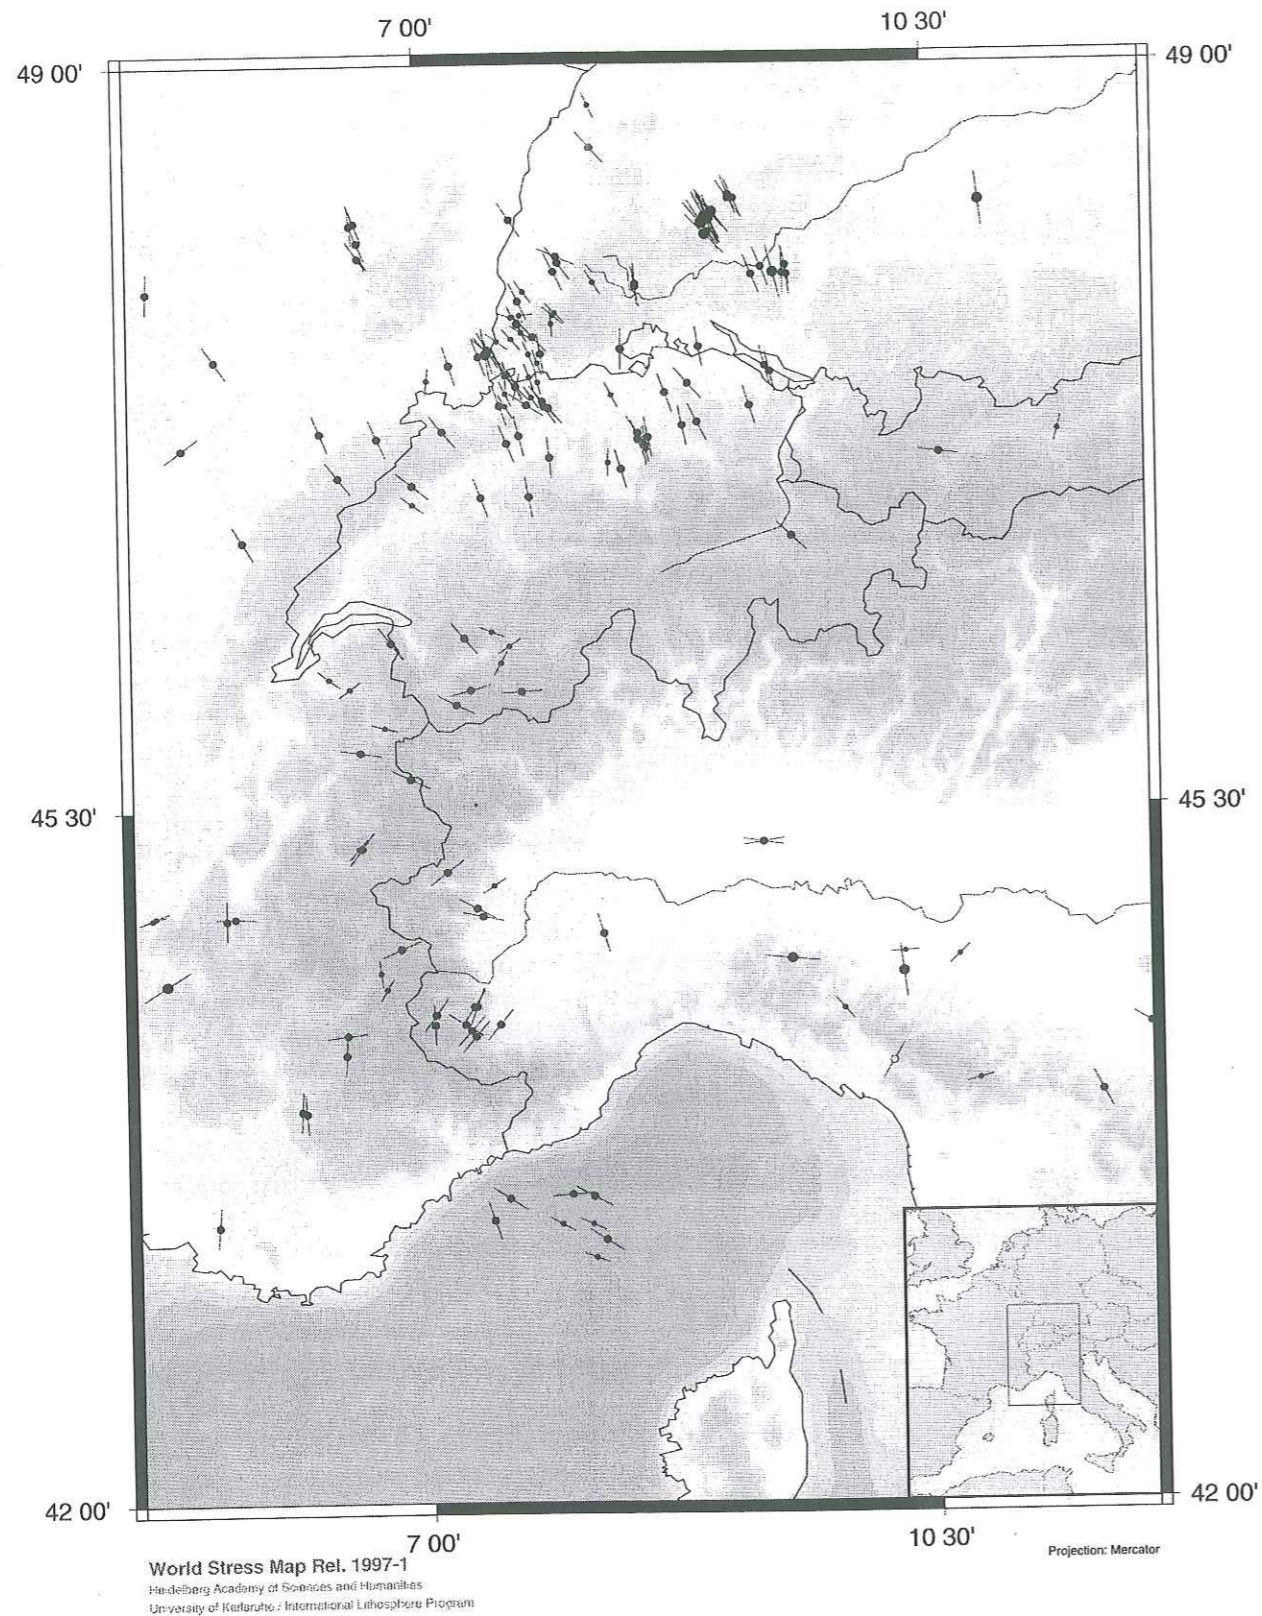 7 00' 10 30'
49 00' 49 00'
45 30' 45 30'
42 00' 42 00'
7 00' 10 30'
World Stress Map Rel. 1997-1
Projection: Mercator
Heidelberg Academy of Sciences and Humanities
University of Karlsruhe / International Lithosphere Program